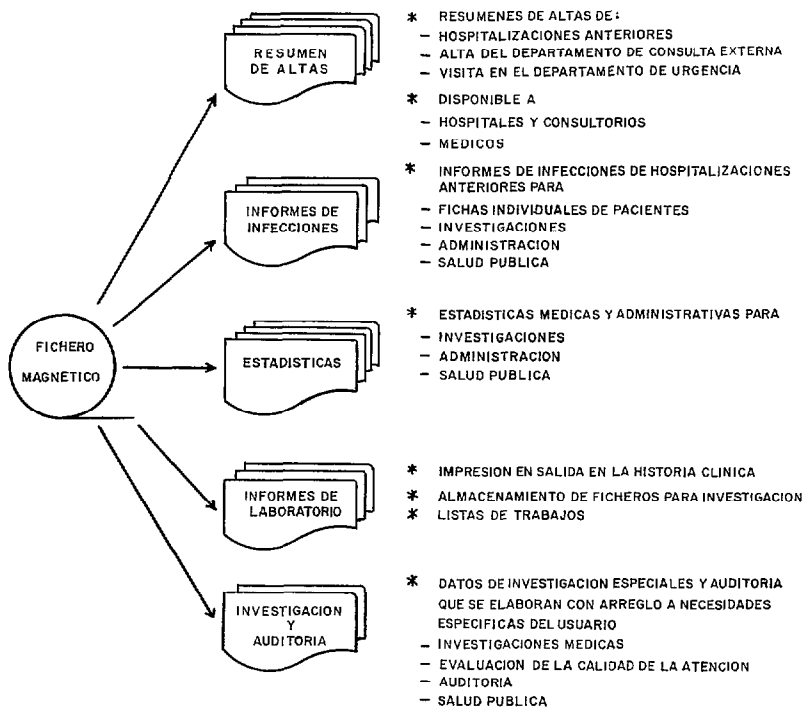 FICHERO
MAGNÉTICO
RESUMEN
DE ALTAS
* RESUMENES DE ALTAS DE:
– HOSPITALIZACIONES ANTERIORES
– ALTA DEL DEPARTAMENTO DE CONSULTA EXTERNA
– VISITA EN EL DEPARTAMENTO DE URGENCIA
* DISPONIBLE A
– HOSPITALES Y CONSULTORIOS
– MEDICOS
INFORMES DE
INFECCIONES
* INFORMES DE INFECCIONES DE HOSPITALIZACIONES
ANTERIORES PARA
– FICHAS INDIVIDUALES DE PACIENTES
– INVESTIGACIONES
– ADMINISTRACION
– SALUD PUBLICA
ESTADISTICAS
* ESTADISTICAS MEDICAS Y ADMINISTRATIVAS PARA
– INVESTIGACIONES
– ADMINISTRACION
– SALUD PUBLICA
INFORMES DE
LABORATORIO
* IMPRESION EN SALIDA EN LA HISTORIA CLINICA
* ALMACENAMIENTO DE FICHEROS PARA INVESTIGACION
* LISTAS DE TRABAJOS
INVESTIGACION
Y
AUDITORIA
* DATOS DE INVESTIGACION ESPECIALES Y AUDITORIA
QUE SE ELABORAN CON ARREGLO A NECESIDADES
ESPECIFICAS DEL USUARIO
– INVESTIGACIONES MEDICAS
– EVALUACION DE LA CALIDAD DE LA ATENCION
– AUDITORIA
– SALUD PUBLICA